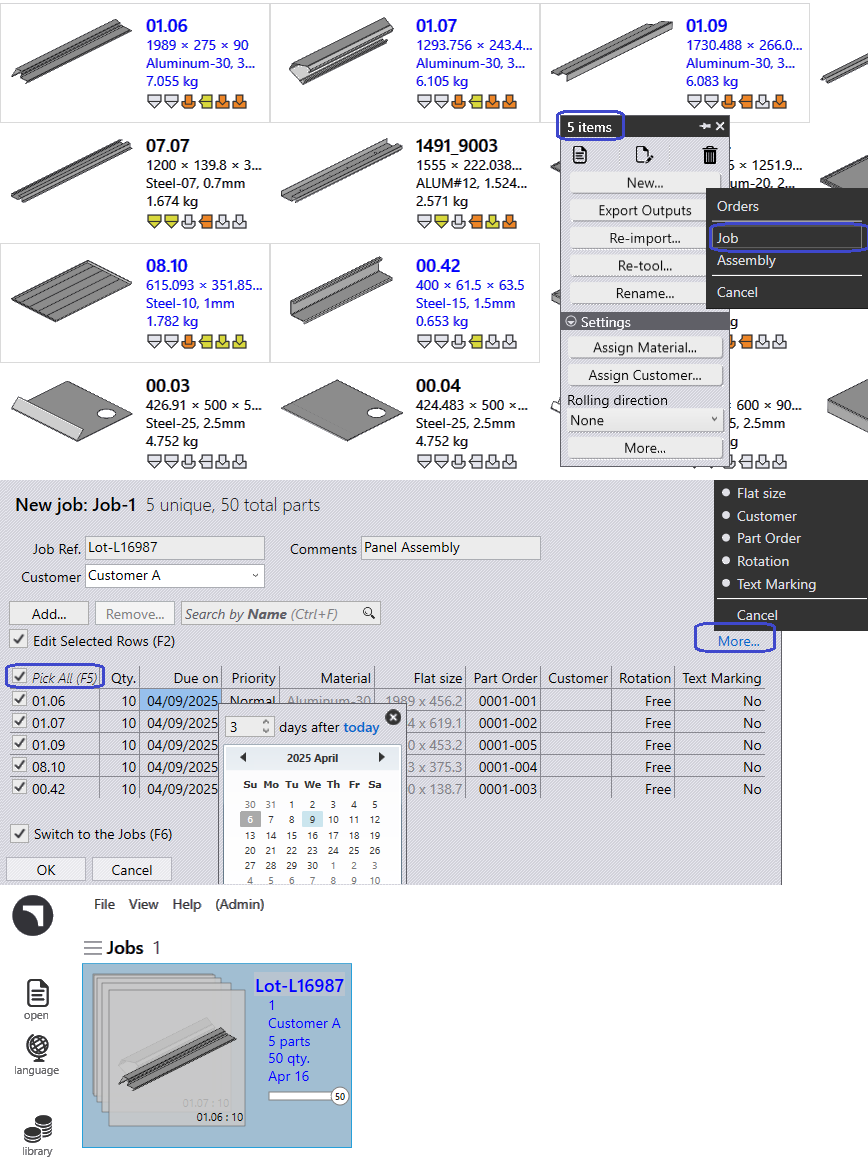 01.06
1989 × 275 × 90
Aluminum-30, 3...
7.055 kg
01.07
1293.756 × 243.4...
Aluminum-30, 3...
6.105 kg
01.09
1730.488 × 266.0...
Aluminum-30, 3...
6.083 kg
07.07
1200 × 139.8 × 3...
Steel-07, 0.7mm
1.674 kg
1491_9003
1555 × 222.038...
ALUM#12, 1.524...
2.571 kg
× 1251.9...
um-20, 2...
08.10
615.093 × 351.85...
Steel-10, 1mm
1.782 kg
00.42
400 × 61.5 × 63.5
Steel-15, 1.5mm
0.653 kg
00.03
426.91 × 500 × 5...
Steel-25, 2.5mm
4.752 kg
00.04
424.483 × 500 ×...
Steel-25, 2.5mm
4.752 kg
600 × 90...
5, 2.5mm
g
5 items
New...
Export Outputs
Re-import...
Re-tool...
Rename...
Settings
Assign Material...
Assign Customer...
Rolling direction
None
More...
Orders
Job
Assembly
Cancel
New job: Job-1 5 unique, 50 total parts
Job Ref. Lot-L16987 Comments Panel Assembly
Customer Customer A
Add... Remove... Search by Name (Ctrl+F)
Edit Selected Rows (F2)
More...
Flat size
Customer
Part Order
Rotation
Text Marking
Cancel
Pick All (F5) Qty. Due on Priority Material Flat size Part Order Customer Rotation Text Marking
01.06 10 04/09/2025 Normal Aluminum-30 1989 x 456.2 0001-001 Free No
01.07 10 04/09/2025 4 x 619.1 0001-002 Free No
01.09 10 04/09/2025 0 x 453.2 0001-005 Free No
08.10 10 04/09/2025 3 x 375.3 0001-004 Free No
00.42 10 04/09/2025 0 x 138.7 0001-003 Free No
3 days after today
2025 April
Su Mo Tu We Th Fr Sa
30 31 1 2 3 4 5
6 7 8 9 10 11 12
13 14 15 16 17 18 19
20 21 22 23 24 25 26
27 28 29 30 1 2 3
4 5 6 7 8 9 10
Switch to the Jobs (F6)
OK Cancel
File View Help (Admin)
Jobs 1
open
language
library
Lot-L16987
1
Customer A
5 parts
50 qty.
Apr 16
50
01.07 : 10
01.06 : 10